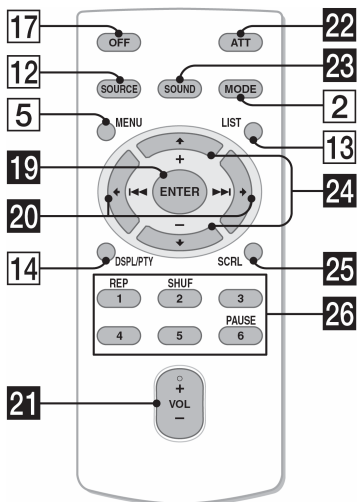 17 OFF ATT 22
12 SOURCE SOUND 23
MODE 2
5 MENU LIST 13
+
19 ENTER 24
20
−
14 DSPL/PTY SCRL 25
REP SHUF
1 2 3 26
PAUSE
4 5 6
+
21 VOL
−